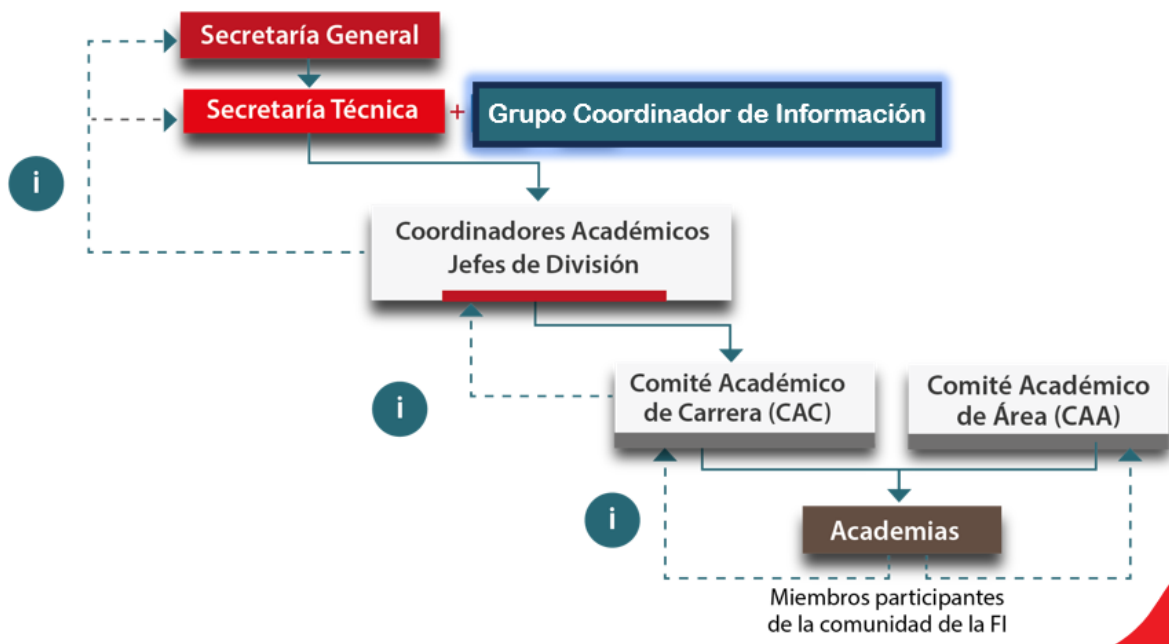 Secretaría General
Secretaría Técnica + Grupo Coordinador de Información
i
Coordinadores Académicos
Jefes de División
i
Comité Académico
de Carrera (CAC)
Comité Académico
de Área (CAA)
i
Academias
Miembros participantes
de la comunidad de la FI